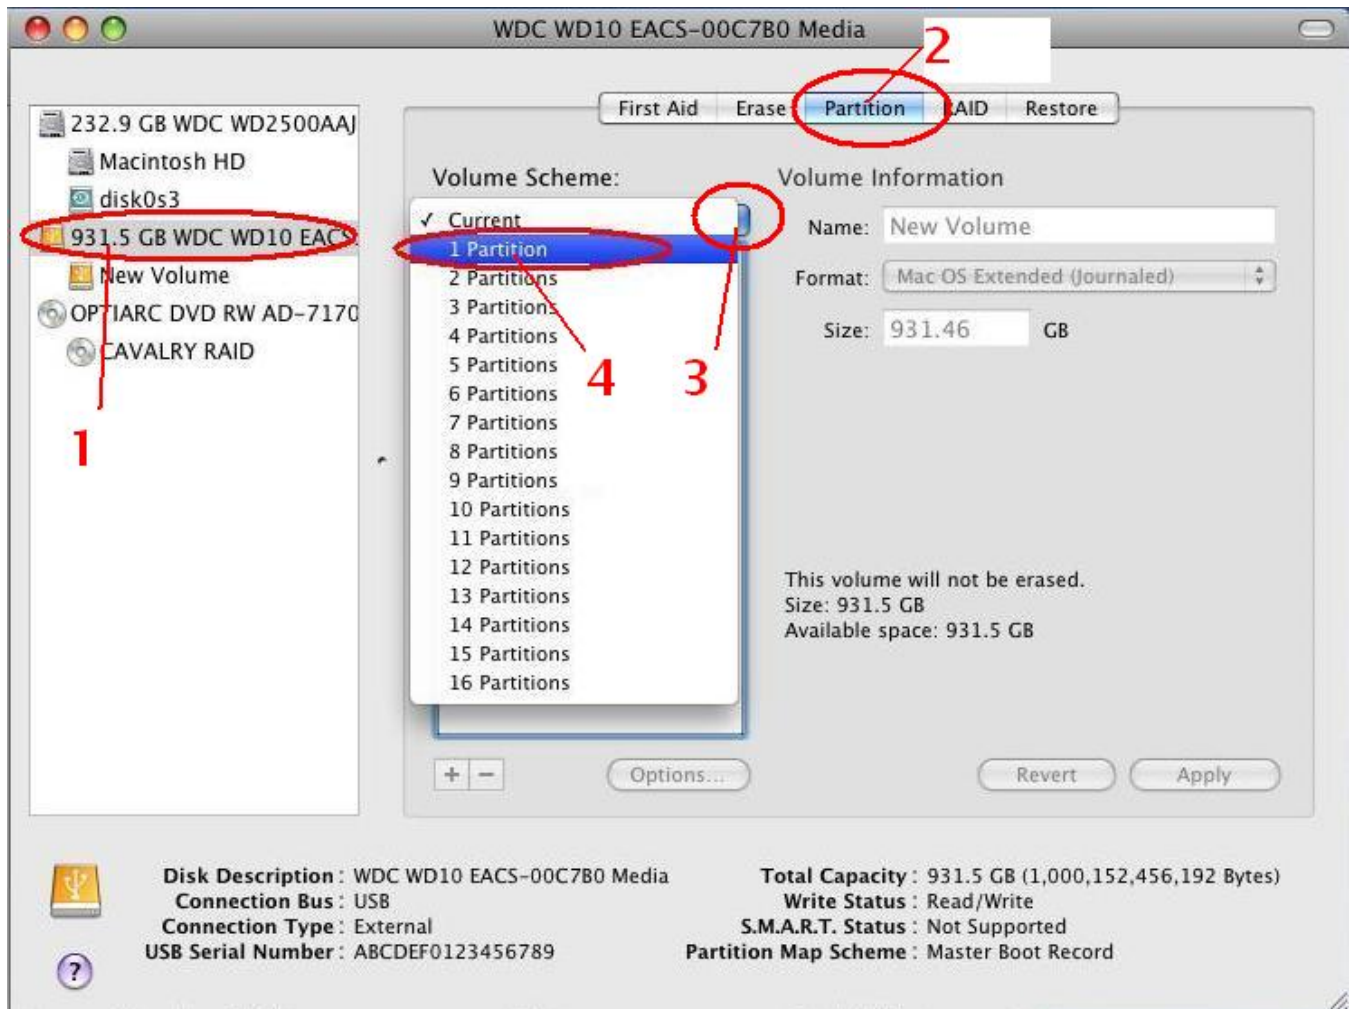 WDC WD10 EACS-00C7B0 Media
2
First Aid Erase Partition RAID Restore
232.9 GB WDC WD2500AAJ
Macintosh HD
disk0s3
931.5 GB WDC WD10 EACS
New Volume
OPTIARC DVD RW AD-7170
CAVALRY RAID
1
Volume Scheme:
✓ Current
1 Partition
2 Partitions
3 Partitions
4 Partitions
5 Partitions
6 Partitions
7 Partitions
8 Partitions
9 Partitions
10 Partitions
11 Partitions
12 Partitions
13 Partitions
14 Partitions
15 Partitions
16 Partitions
4
3
+ − Options...
Volume Information
Name: New Volume
Format: Mac OS Extended (Journaled)
Size: 931.46 GB
This volume will not be erased.
Size: 931.5 GB
Available space: 931.5 GB
Revert Apply
Disk Description : WDC WD10 EACS-00C7B0 Media
Connection Bus : USB
Connection Type : External
USB Serial Number : ABCDEF0123456789
Total Capacity : 931.5 GB (1,000,152,456,192 Bytes)
Write Status : Read/Write
S.M.A.R.T. Status : Not Supported
Partition Map Scheme : Master Boot Record
?